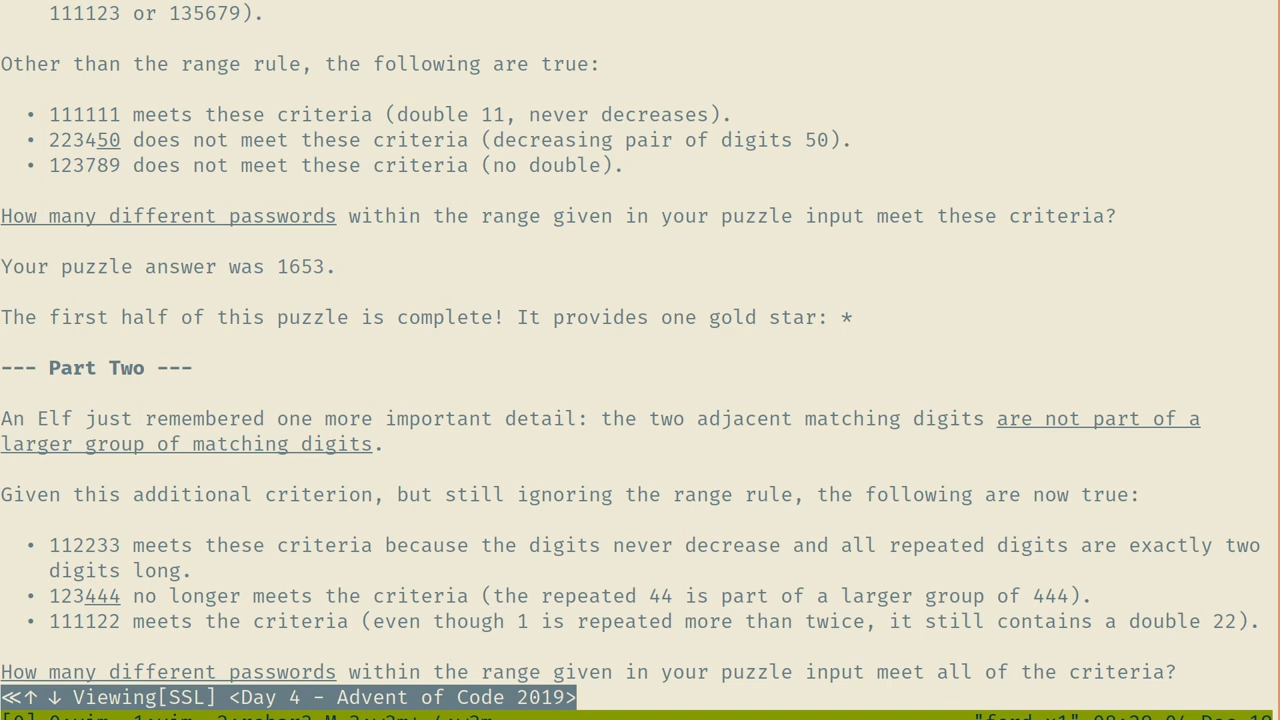 111123 or 135679).
Other than the range rule, the following are true:
• 111111 meets these criteria (double 11, never decreases).
• 223450 does not meet these criteria (decreasing pair of digits 50).
• 123789 does not meet these criteria (no double).
How many different passwords within the range given in your puzzle input meet these criteria?
Your puzzle answer was 1653.
The first half of this puzzle is complete! It provides one gold star: *
--- Part Two ---
An Elf just remembered one more important detail: the two adjacent matching digits are not part of a
larger group of matching digits.
Given this additional criterion, but still ignoring the range rule, the following are now true:
• 112233 meets these criteria because the digits never decrease and all repeated digits are exactly two
digits long.
• 123444 no longer meets the criteria (the repeated 44 is part of a larger group of 444).
• 111122 meets the criteria (even though 1 is repeated more than twice, it still contains a double 22).
How many different passwords within the range given in your puzzle input meet all of the criteria?
≪↑ ↓ Viewing[SSL] <Day 4 - Advent of Code 2019>